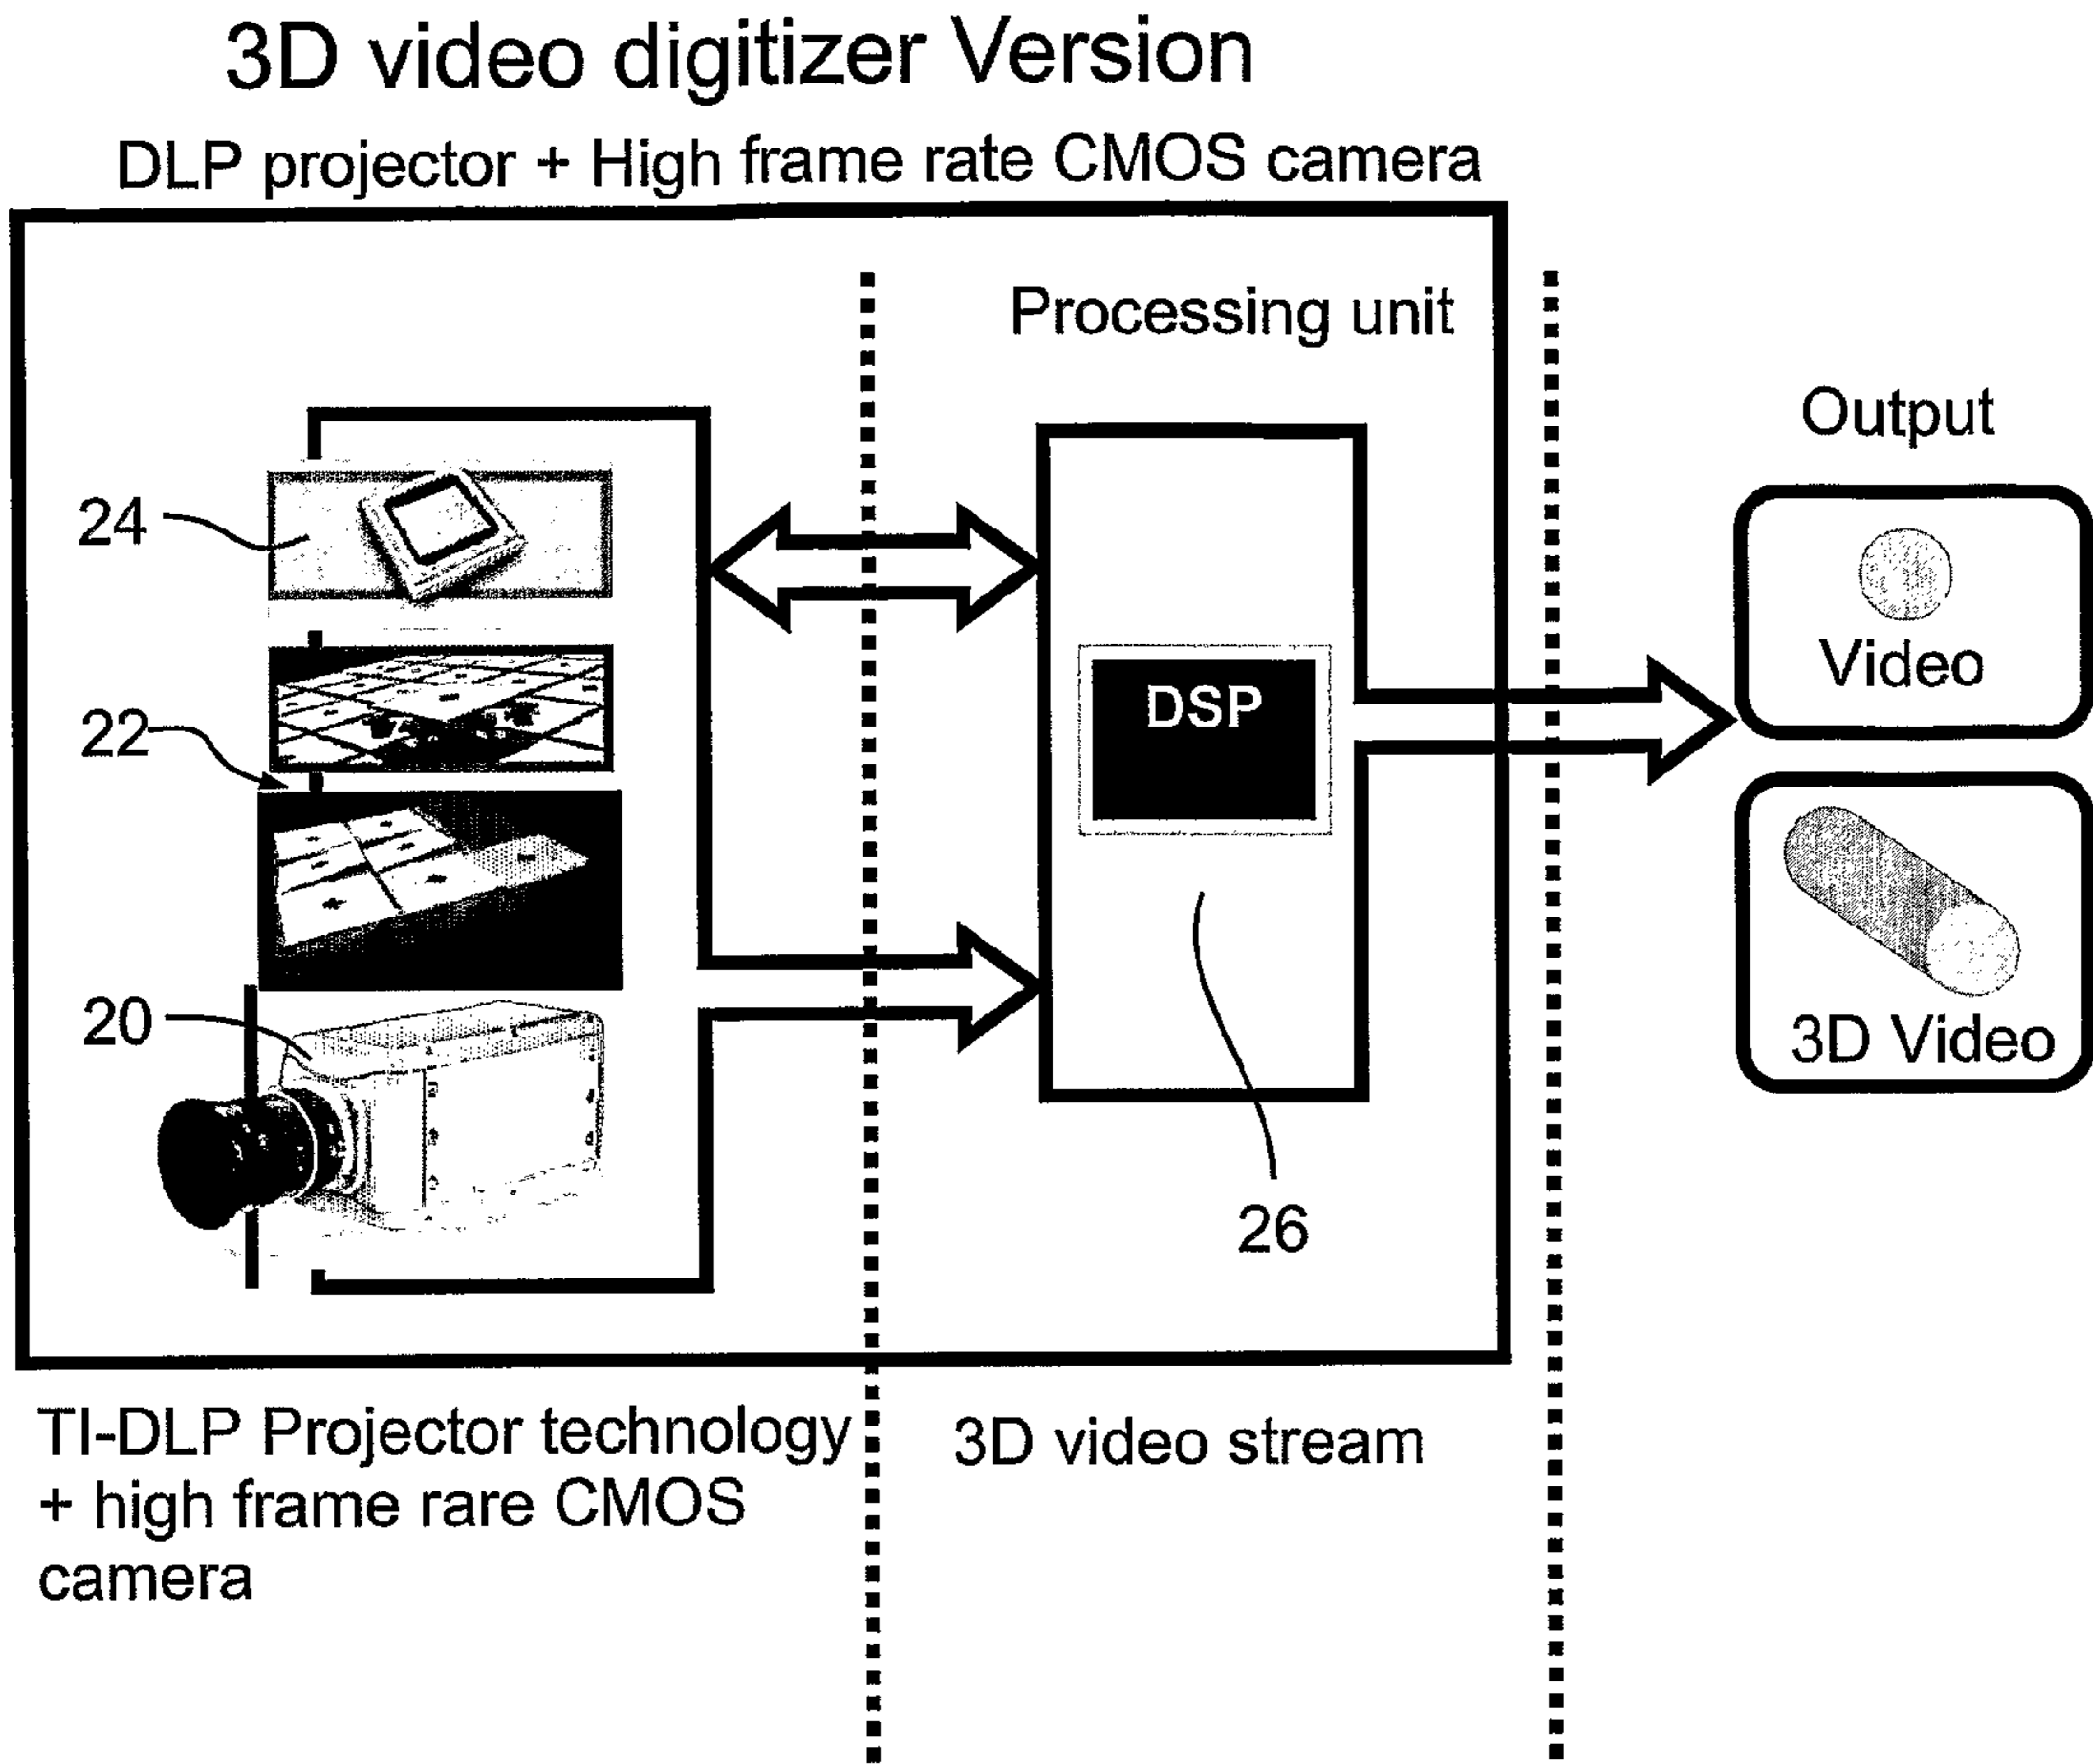 3D video digitizer Version
DLP projector + High frame rate CMOS camera
Processing unit
Output
24
22
20
DSP
26
Video
3D Video
TI-DLP Projector technology
+ high frame rare CMOS
camera
3D video stream